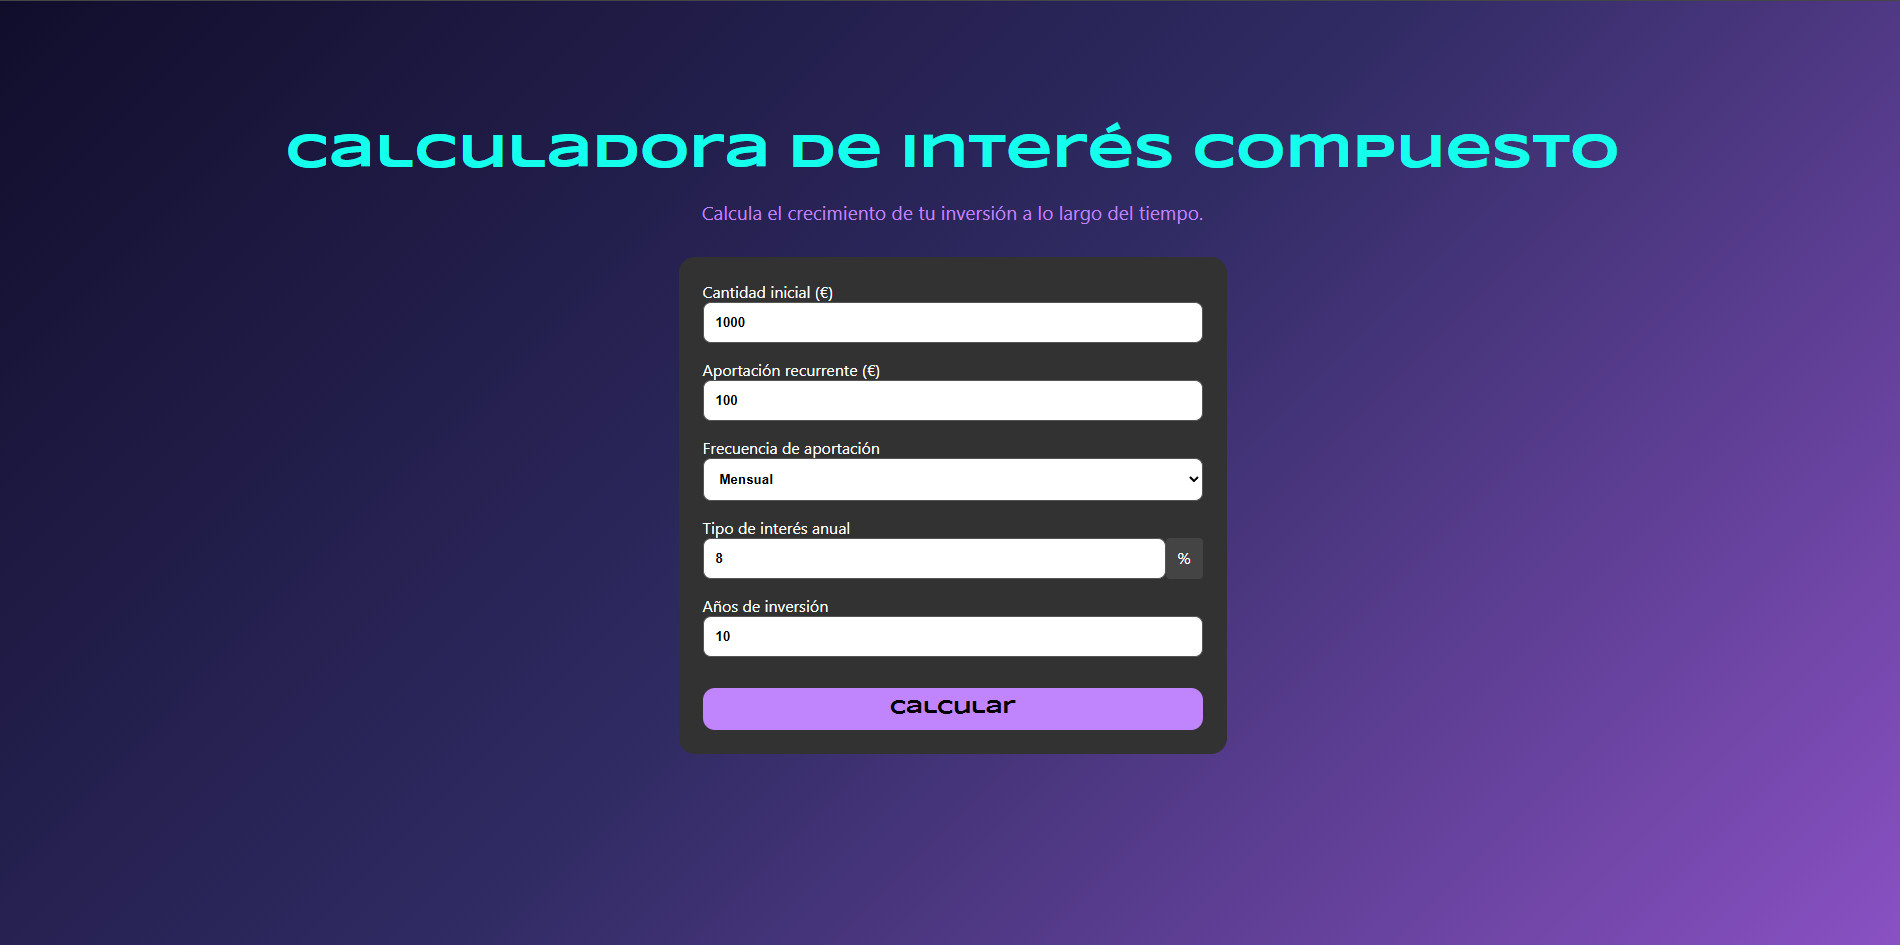 Calculadora de Interés Compuesto
Calcula el crecimiento de tu inversión a lo largo del tiempo.
Cantidad inicial (€)
1000
Aportación recurrente (€)
100
Frecuencia de aportación
Mensual
Tipo de interés anual
8 %
Años de inversión
10
Calcular